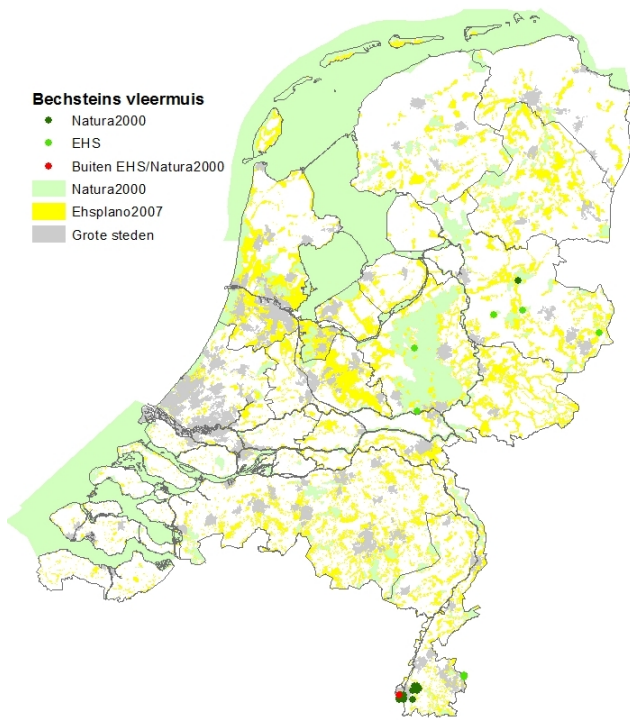 Bechsteins vleermuis
Natura2000
EHS
Buiten EHS/Natura2000
Natura2000
Ehsplano2007
Grote steden